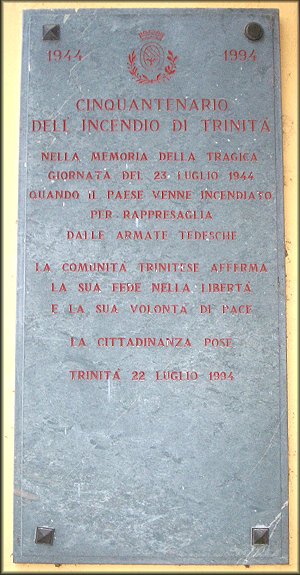 1944 1994
CINQUANTENARIO
DELL'INCENDIO DI TRINITÀ
NELLA MEMORIA DELLA TRAGICA
GIORNATA DEL 23 LUGLIO 1944
QUANDO IL PAESE VENNE INCENDIATO
PER RAPPRESAGLIA
DALLE ARMATE TEDESCHE
LA COMUNITÀ TRINITESE AFFERMA
LA SUA FEDE NELLA LIBERTÀ
E LA SUA VOLONTÀ DI PACE
LA CITTADINANZA POSE
TRINITÀ 22 LUGLIO 1994